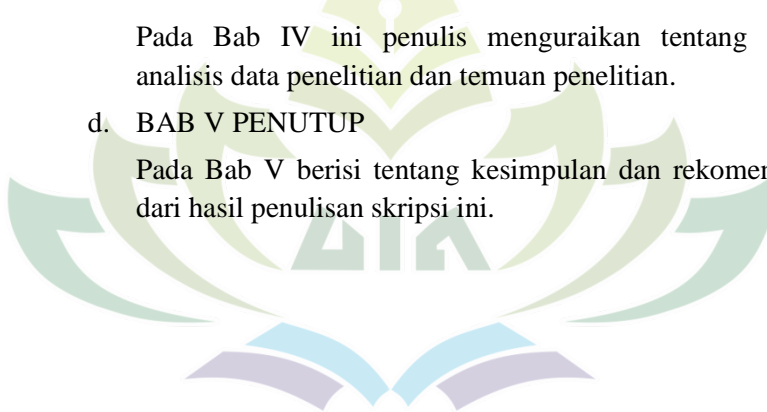 Pada Bab IV ini penulis menguraikan tentang
analisis data penelitian dan temuan penelitian.
d. BAB V PENUTUP
Pada Bab V berisi tentang kesimpulan dan
dari hasil penulisan skripsi ini.